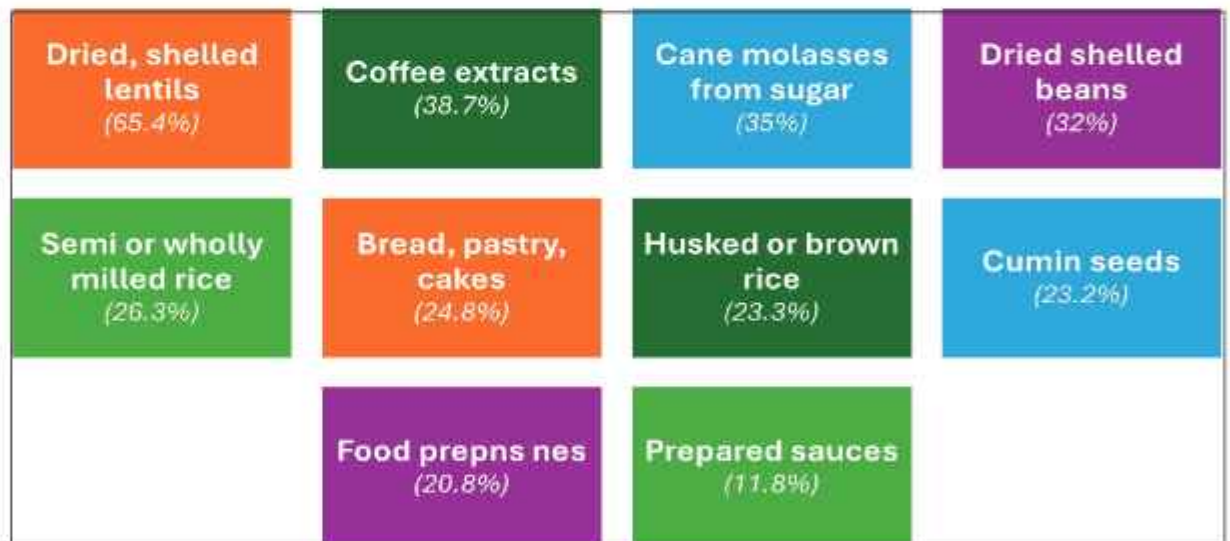 Dried, shelled
lentils
(65.4%)
Coffee extracts
(38.7%)
Cane molasses
from sugar
(35%)
Dried shelled
beans
(32%)
Semi or wholly
milled rice
(26.3%)
Bread, pastry,
cakes
(24.8%)
Husked or brown
rice
(23.3%)
Cumin seeds
(23.2%)
Food prepns nes
(20.8%)
Prepared sauces
(11.8%)